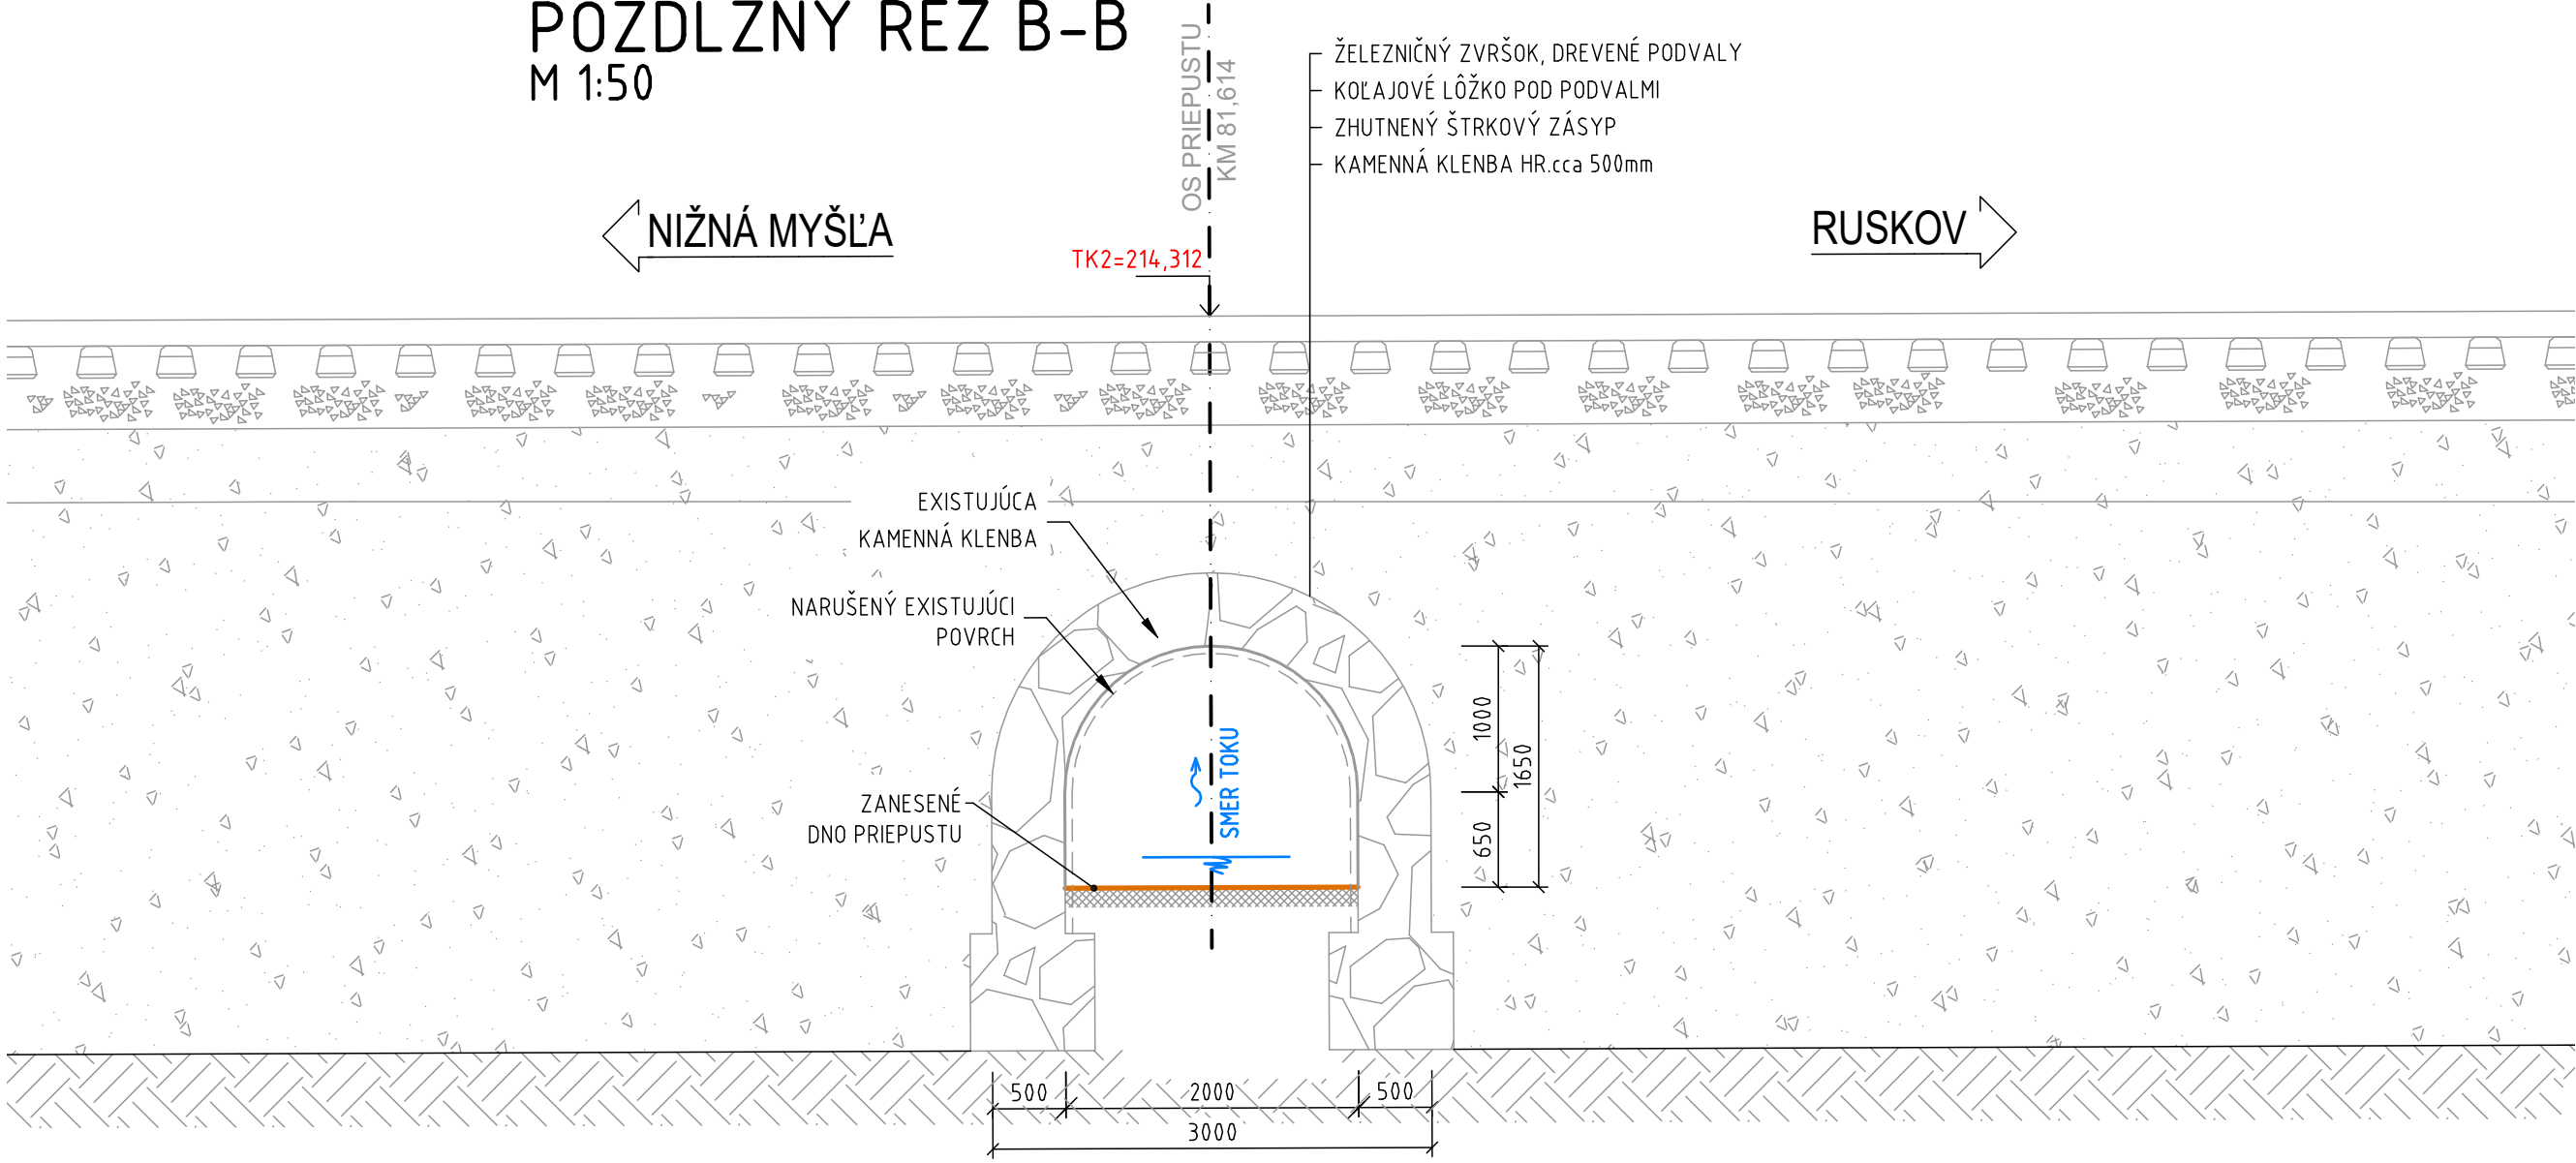 POZDĹŽNY REZ B-B
M 1:50
OS PRIEPUSTU
KM 81,614
ŽELEZNIČNÝ ZVRŠOK, DREVENÉ PODVALY
KOĽAJOVÉ LÔŽKO POD PODVALMI
ZHUTNENÝ ŠTRKOVÝ ZÁSYP
KAMENNÁ KLENBA HR.cca 500mm
NIŽNÁ MYŠĽA
RUSKOV
TK2=214,312
EXISTUJÚCA
KAMENNÁ KLENBA
NARUŠENÝ EXISTUJÚCI
POVRCH
ZANESENÉ
DNO PRIEPUSTU
SMER TOKU
1000
650
1650
500
2000
500
3000